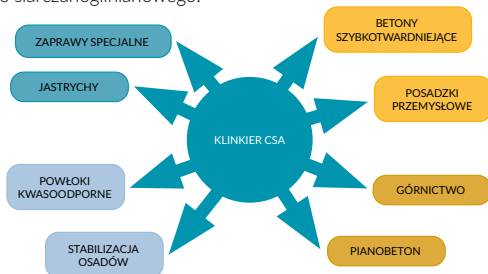 o siarczanoglinianowego.
ZAPRAWY SPECJALNE
BETONY
SZYBKOTWARDNIEJĄCE
JASTRYCHY
POSADZKI
PRZEMYSŁOWE
KLINKIER CSA
POWŁOKI
KWASOODPORNE
GÓRNICTWO
STABILIZACJA
OSADÓW
PIANOBETON